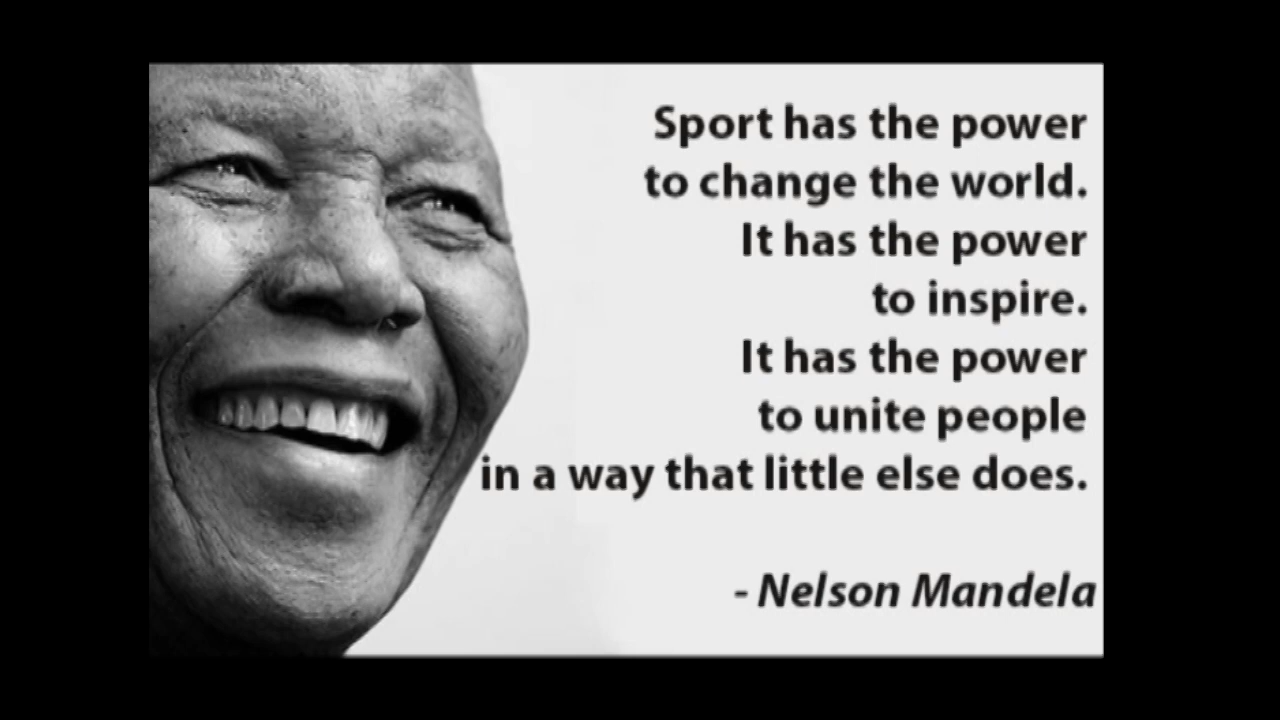 Sport has the power
to change the world.
It has the power
to inspire.
It has the power
to unite people
in a way that little else does.
- Nelson Mandela